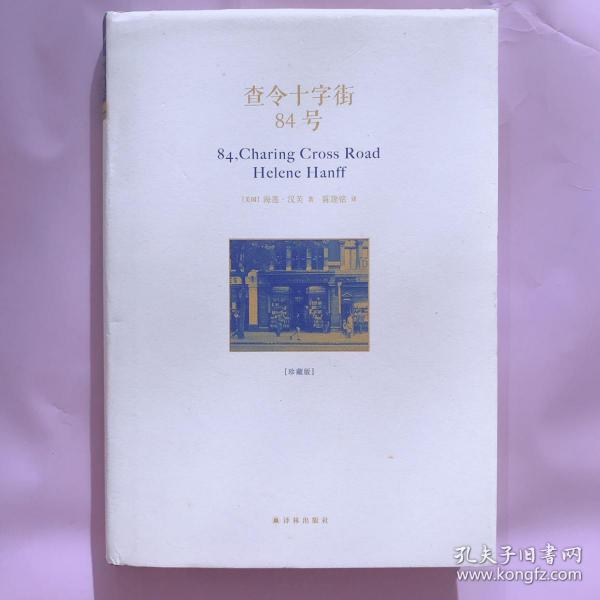 查令十字街
84号
84, Charing Cross Road
Helene Hanff
[美国] 海莲·汉芙 著 陈建铭 译
[珍藏版]
译林出版社
孔夫子旧书网
www.kongfz.com